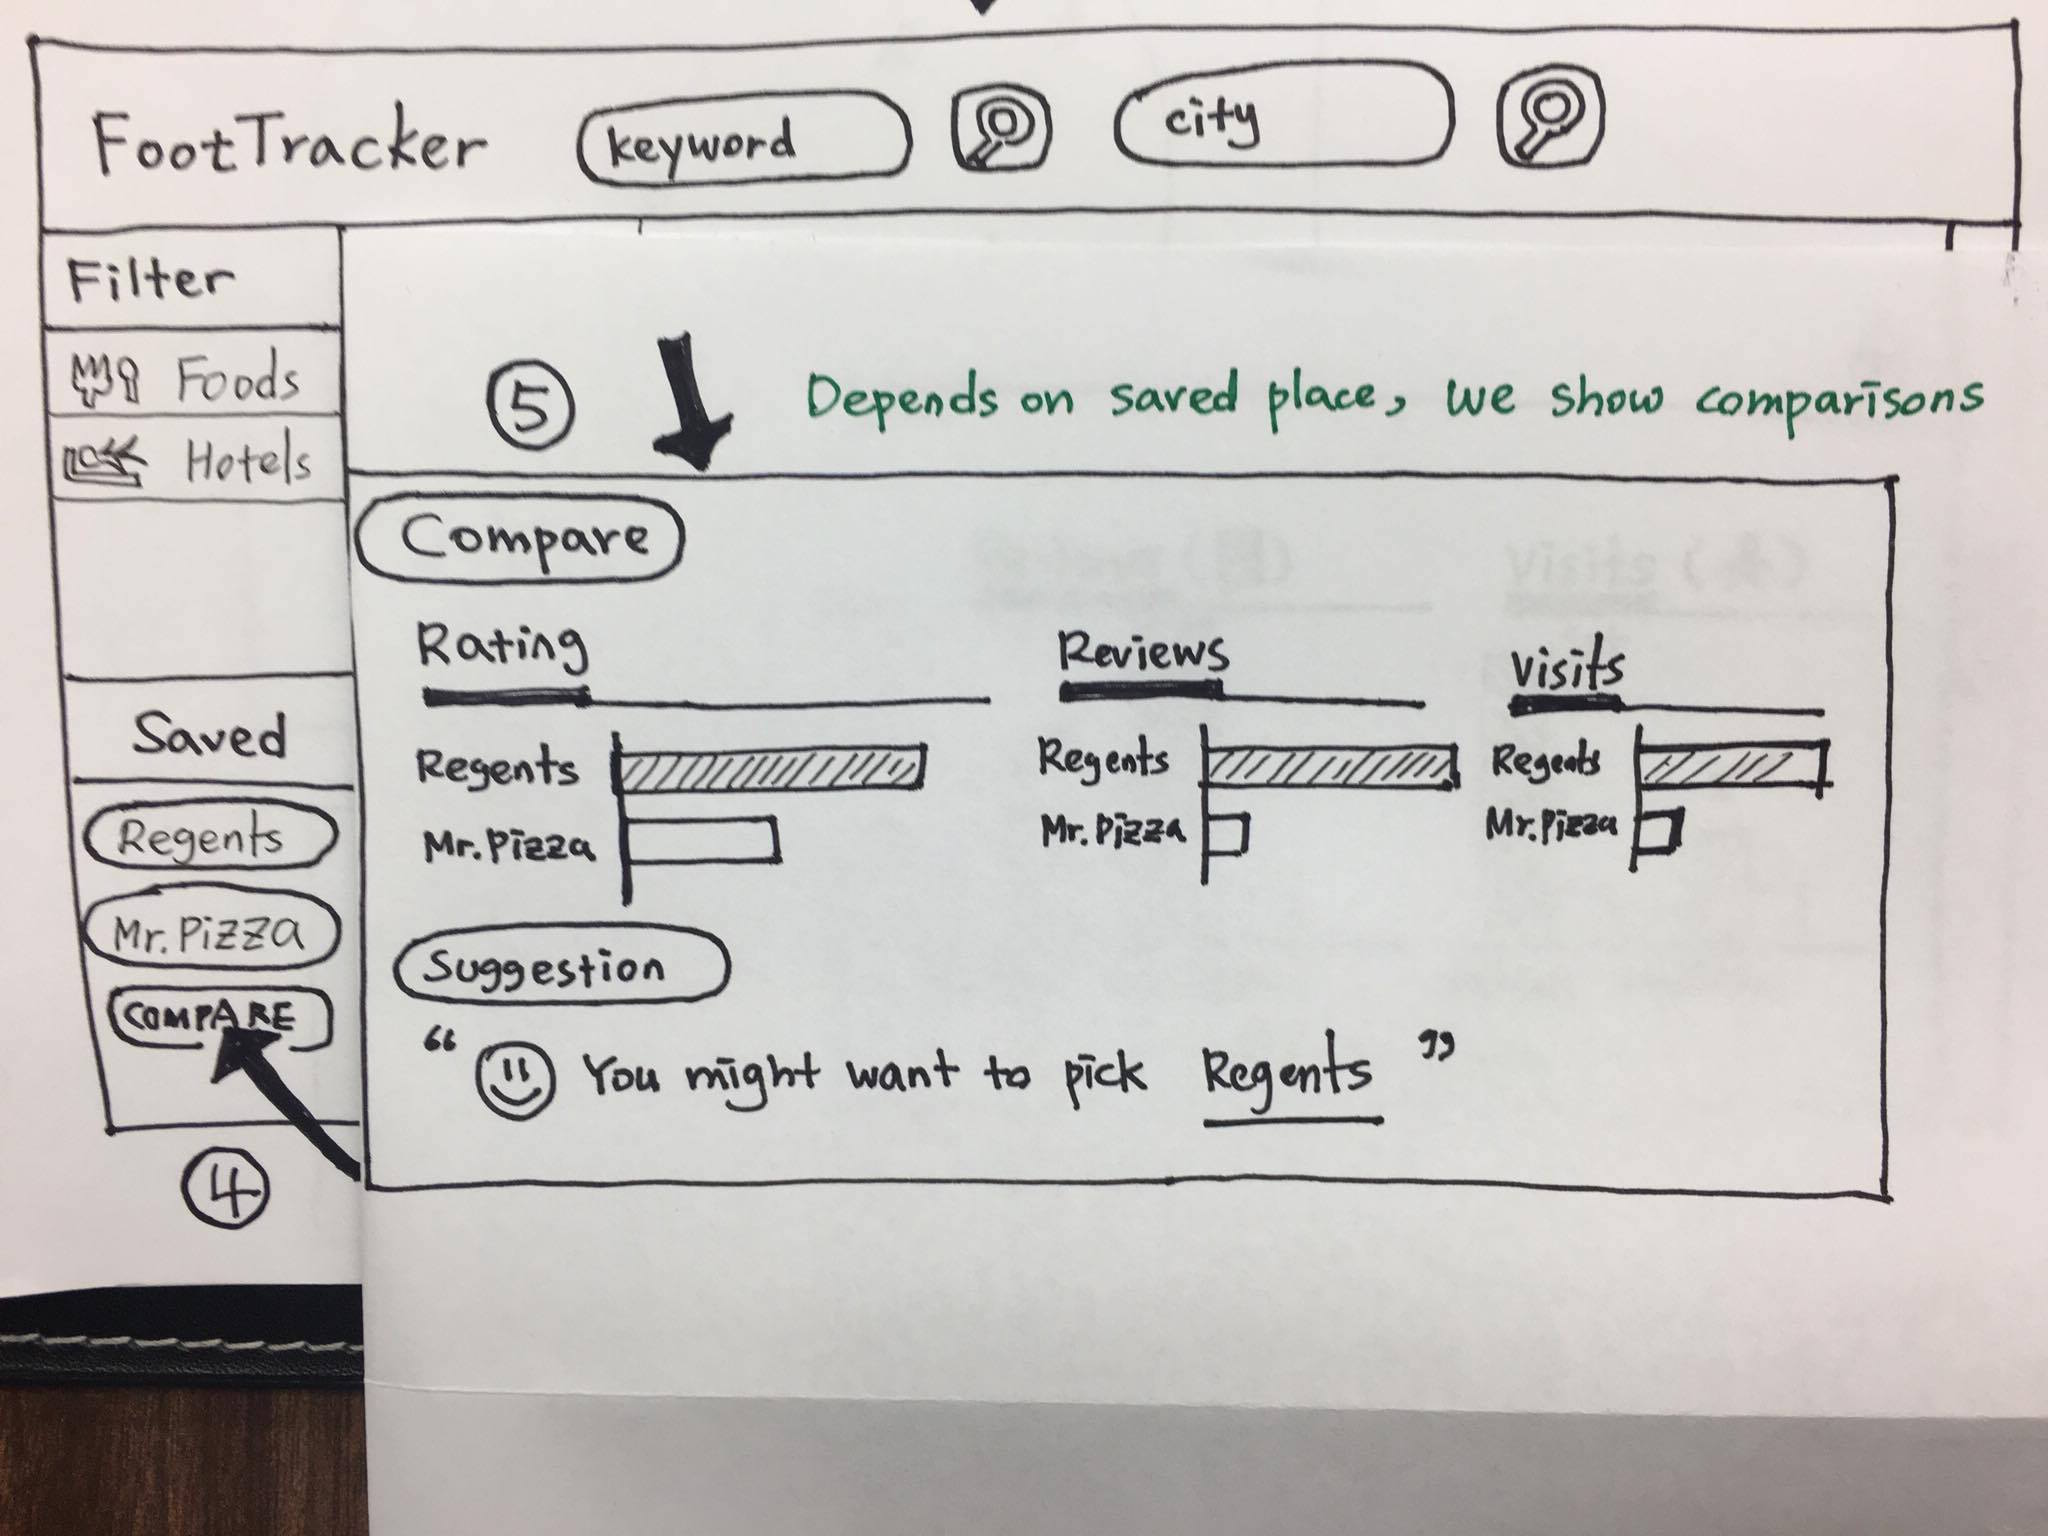 FootTracker keyword city
Filter
Foods
Hotels
Saved
Regents
Mr. Pizza
COMPARE
4
5 Depends on saved place, we show comparisons
Compare
Rating
Regents
Mr. Pizza
Reviews
Regents
Mr. Pizza
Visits
Regents
Mr. Pizza
Suggestion
“ You might want to pick Regents ”